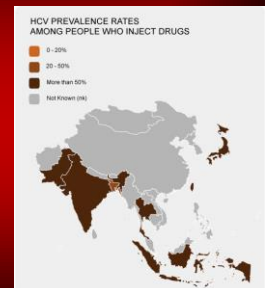 HCV PREVALENCE RATES
AMONG PEOPLE WHO INJECT DRUGS
0 - 20%
20 - 50%
More than 50%
Not Known (nk)